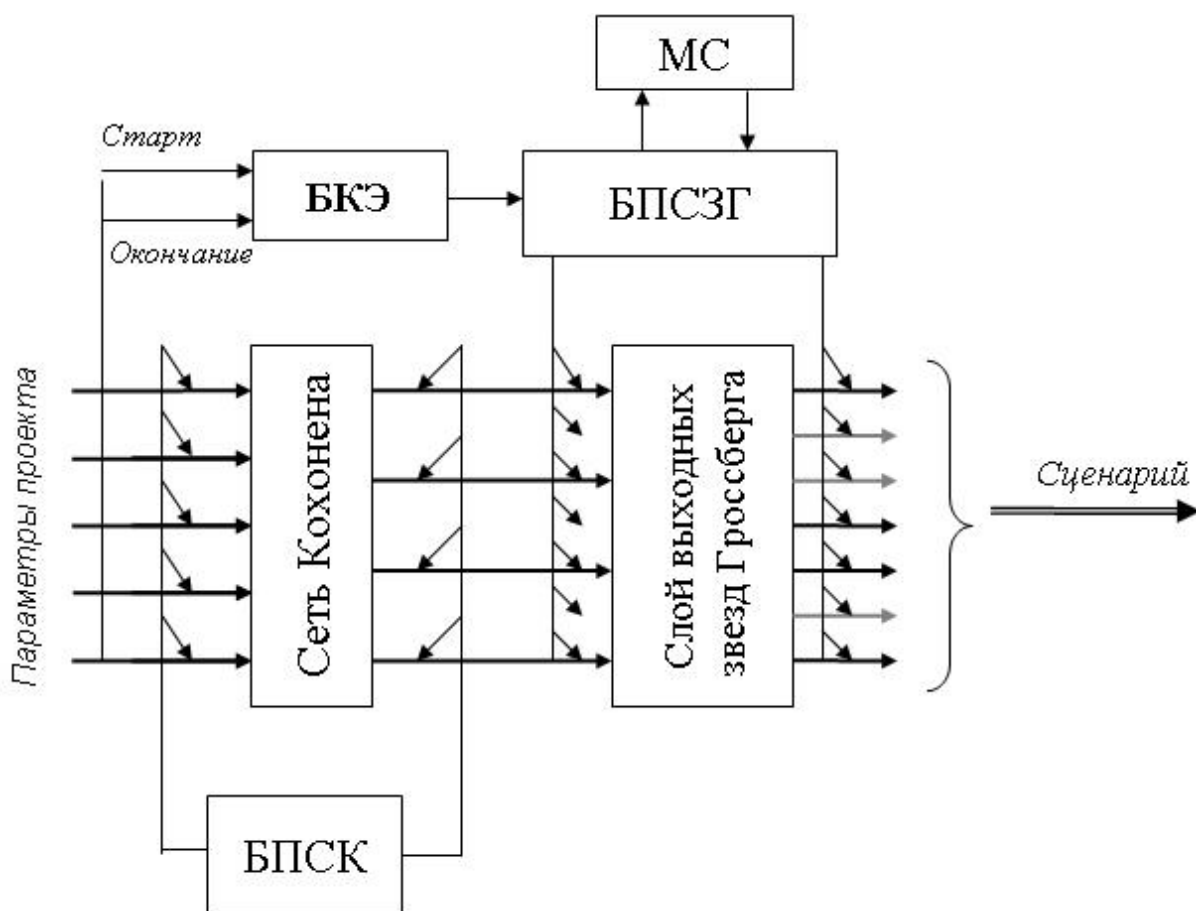 МС
Старт
БКЭ
БПСЗГ
Окончание
Параметры проекта
Сеть Кохонена
Слой выходных
звезд Гроссберга
Сценарий
БПСК